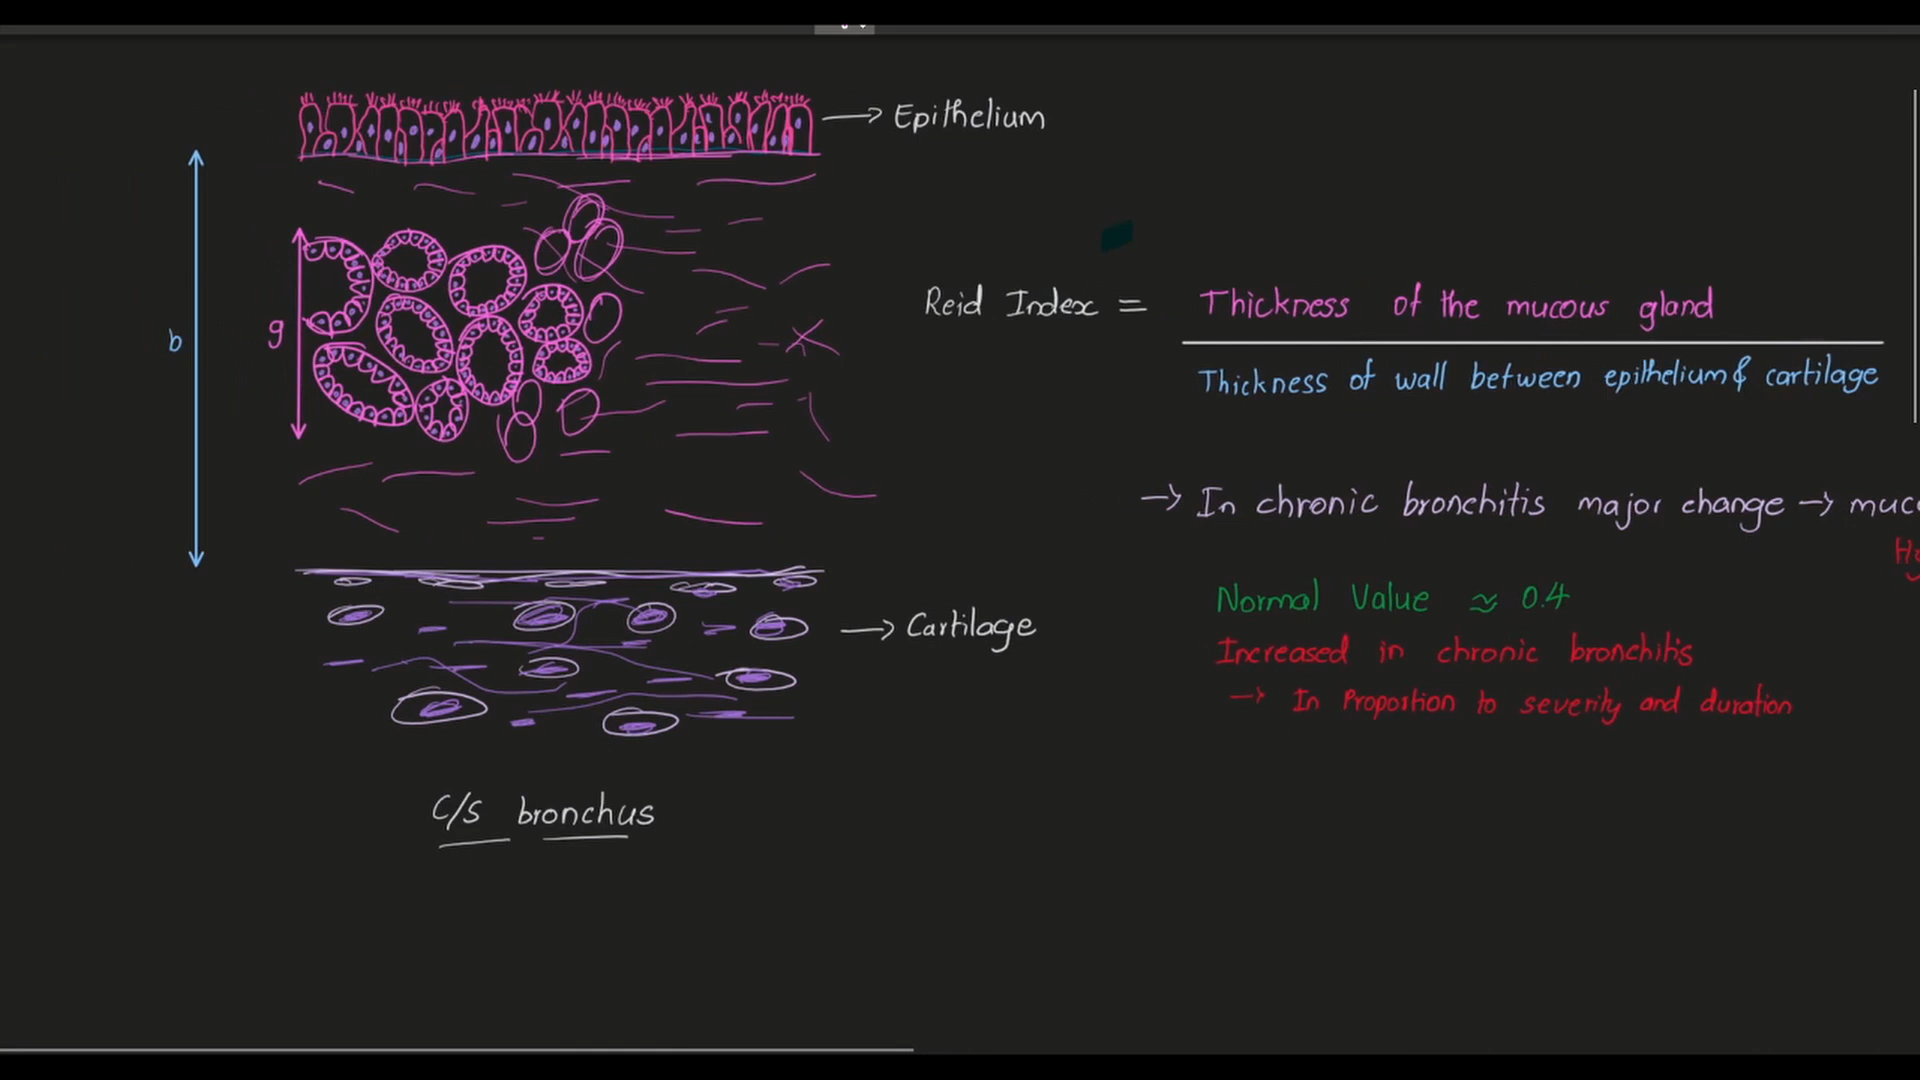 → Epithelium
b
g
Reid Index = Thickness of the mucous gland
Thickness of wall between epithelium & cartilage
→ In chronic bronchitis major change →
Normal Value ≈ 0.4
Increased in chronic bronchitis
→ In Proportion to severity and duration
→ Cartilage
C/S bronchus